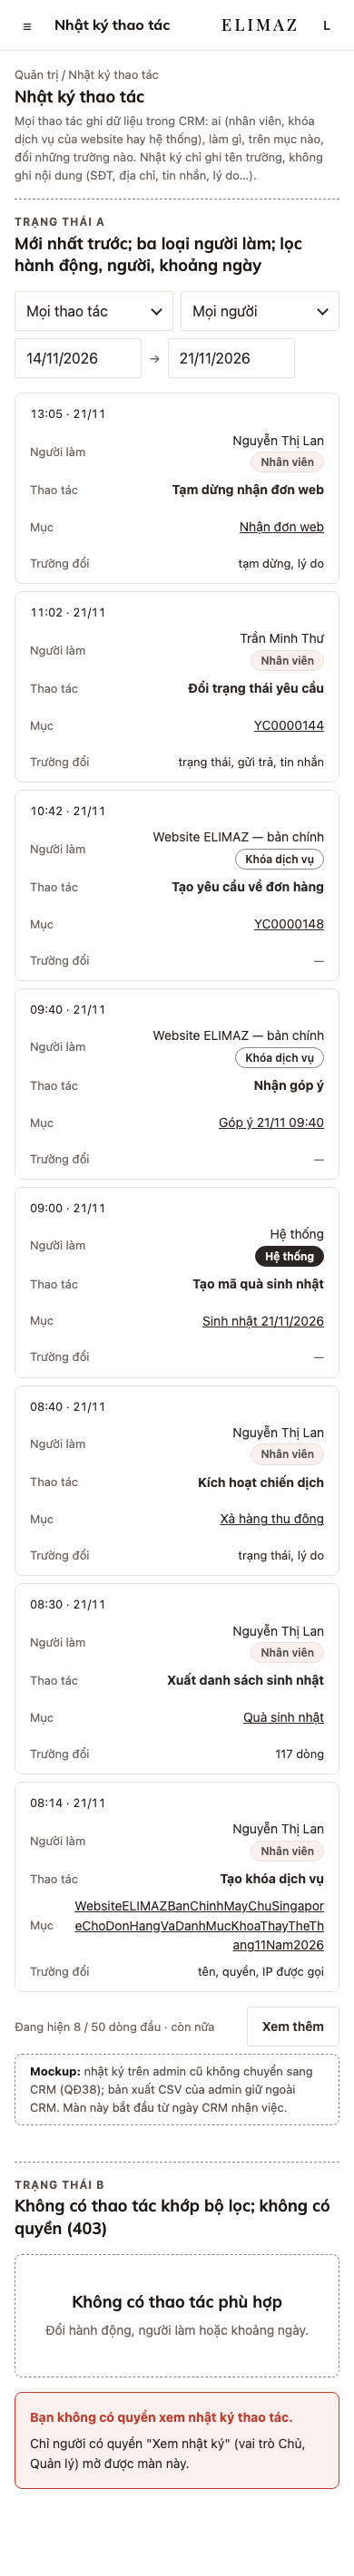 ≡ Nhật ký thao tác ELIMAZ L
Quản trị / Nhật ký thao tác
Nhật ký thao tác
Mọi thao tác ghi dữ liệu trong CRM: ai (nhân viên, khóa
dịch vụ của website hay hệ thống), làm gì, trên mục nào,
đổi những trường nào. Nhật ký chỉ ghi tên trường, không
ghi nội dung (SĐT, địa chỉ, tin nhắn, lý do…).
TRẠNG THÁI A
Mới nhất trước; ba loại người làm; lọc
hành động, người, khoảng ngày
Mọi thao tác Mọi người
14/11/2026 → 21/11/2026
13:05 · 21/11
Người làm Nguyễn Thị Lan
Nhân viên
Thao tác Tạm dừng nhận đơn web
Mục Nhận đơn web
Trường đổi tạm dừng, lý do
11:02 · 21/11
Người làm Trần Minh Thư
Nhân viên
Thao tác Đổi trạng thái yêu cầu
Mục YC0000144
Trường đổi trạng thái, gửi trả, tin nhắn
10:42 · 21/11
Người làm Website ELIMAZ — bản chính
Khóa dịch vụ
Thao tác Tạo yêu cầu về đơn hàng
Mục YC0000148
Trường đổi —
09:40 · 21/11
Người làm Website ELIMAZ — bản chính
Khóa dịch vụ
Thao tác Nhận góp ý
Mục Góp ý 21/11 09:40
Trường đổi —
09:00 · 21/11
Người làm Hệ thống
Hệ thống
Thao tác Tạo mã quà sinh nhật
Mục Sinh nhật 21/11/2026
Trường đổi —
08:40 · 21/11
Người làm Nguyễn Thị Lan
Nhân viên
Thao tác Kích hoạt chiến dịch
Mục Xả hàng thu đông
Trường đổi trạng thái, lý do
08:30 · 21/11
Người làm Nguyễn Thị Lan
Nhân viên
Thao tác Xuất danh sách sinh nhật
Mục Quà sinh nhật
Trường đổi 117 dòng
08:14 · 21/11
Người làm Nguyễn Thị Lan
Nhân viên
Thao tác Tạo khóa dịch vụ
Mục WebsiteELIMAZBanChinhMayChuSingapor
eChoDonHangVaDanhMucKhoaThayTheTh
ang11Nam2026
Trường đổi tên, quyền, IP được gọi
Đang hiện 8 / 50 dòng đầu · còn nữa Xem thêm
Mockup: nhật ký trên admin cũ không chuyển sang
CRM (QĐ38); bản xuất CSV của admin giữ ngoài
CRM. Màn này bắt đầu từ ngày CRM nhận việc.
TRẠNG THÁI B
Không có thao tác khớp bộ lọc; không có
quyền (403)
Không có thao tác phù hợp
Đổi hành động, người làm hoặc khoảng ngày.
Bạn không có quyền xem nhật ký thao tác.
Chỉ người có quyền "Xem nhật ký" (vai trò Chủ,
Quản lý) mở được màn này.